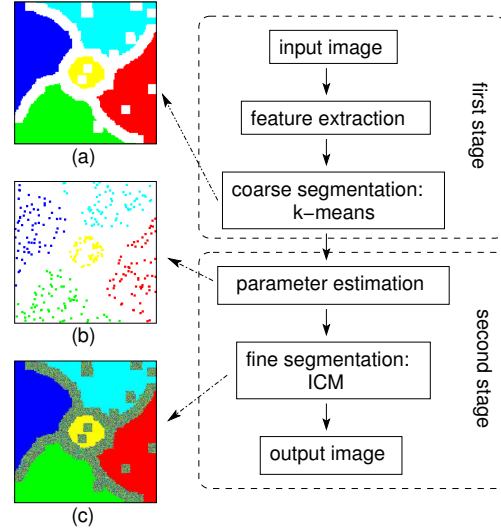 input image
feature extraction
coarse segmentation:
k-means
first stage
(a)
parameter estimation
fine segmentation:
ICM
output image
second stage
(b)
(c)